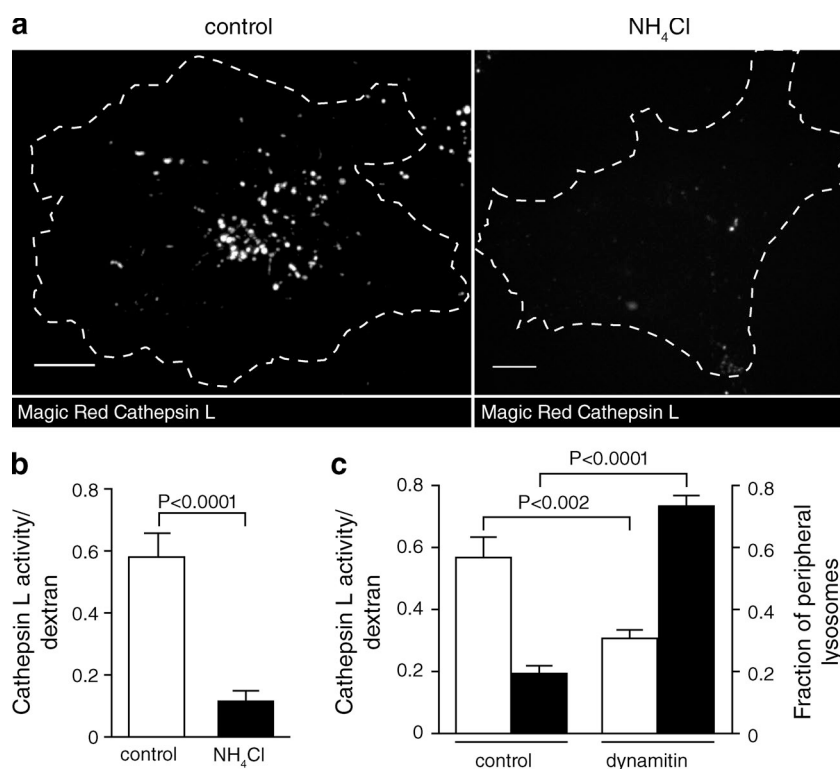 a
control
NH₄Cl
Magic Red Cathepsin L
Magic Red Cathepsin L
b
Cathepsin L activity/
dextran
0.8
0.6
0.4
0.2
0
P<0.0001
control
NH₄Cl
c
Cathepsin L activity/
dextran
0.8
0.6
0.4
0.2
0
P<0.0001
P<0.002
control
dynamitin
0.8
0.6
0.4
0.2
0
Fraction of peripheral
lysosomes